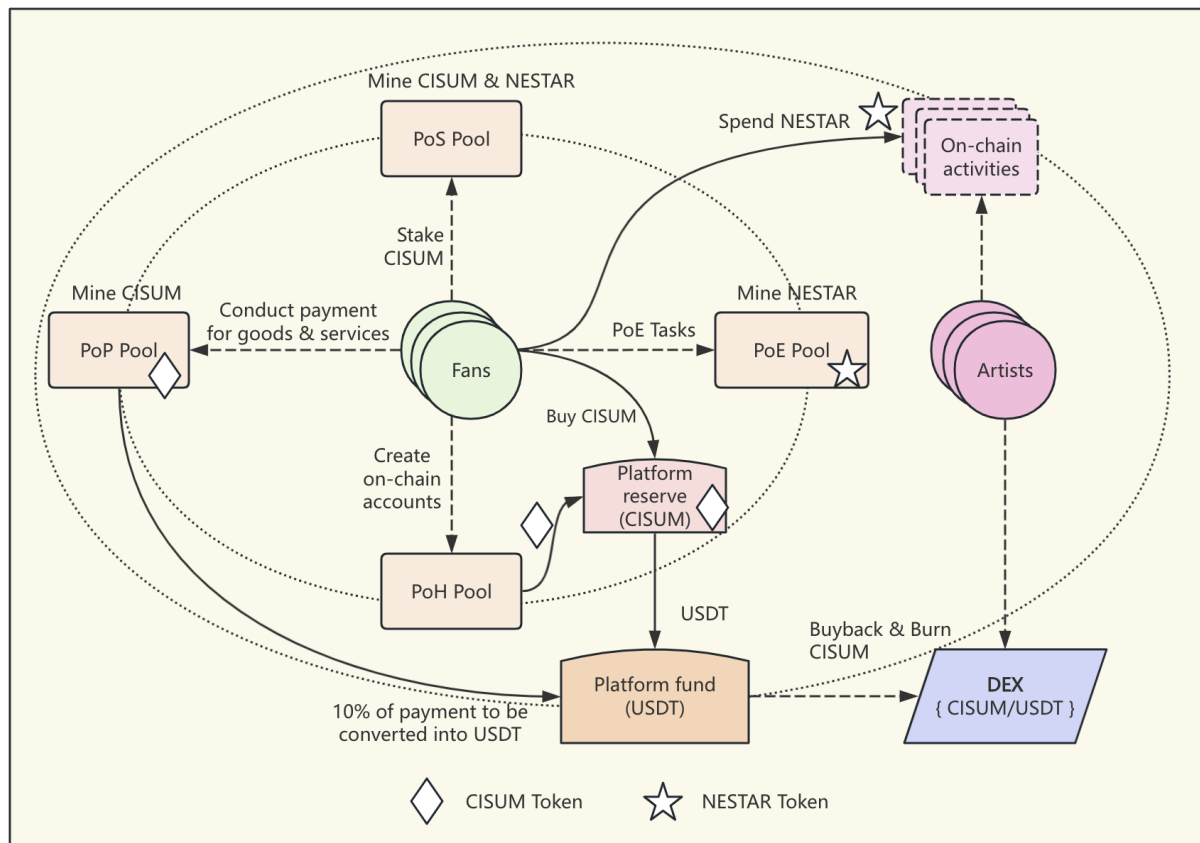 Mine CISUM & NESTAR
PoS Pool
Spend NESTAR
On-chain
activities
Stake
CISUM
Mine CISUM
PoP Pool
Conduct payment
for goods & services
Fans
PoE Tasks
Mine NESTAR
PoE Pool
Artists
Buy CISUM
Create
on-chain
accounts
Platform
reserve
(CISUM)
PoH Pool
USDT
Buyback & Burn
CISUM
10% of payment to be
converted into USDT
Platform fund
(USDT)
DEX
{ CISUM/USDT }
CISUM Token
NESTAR Token